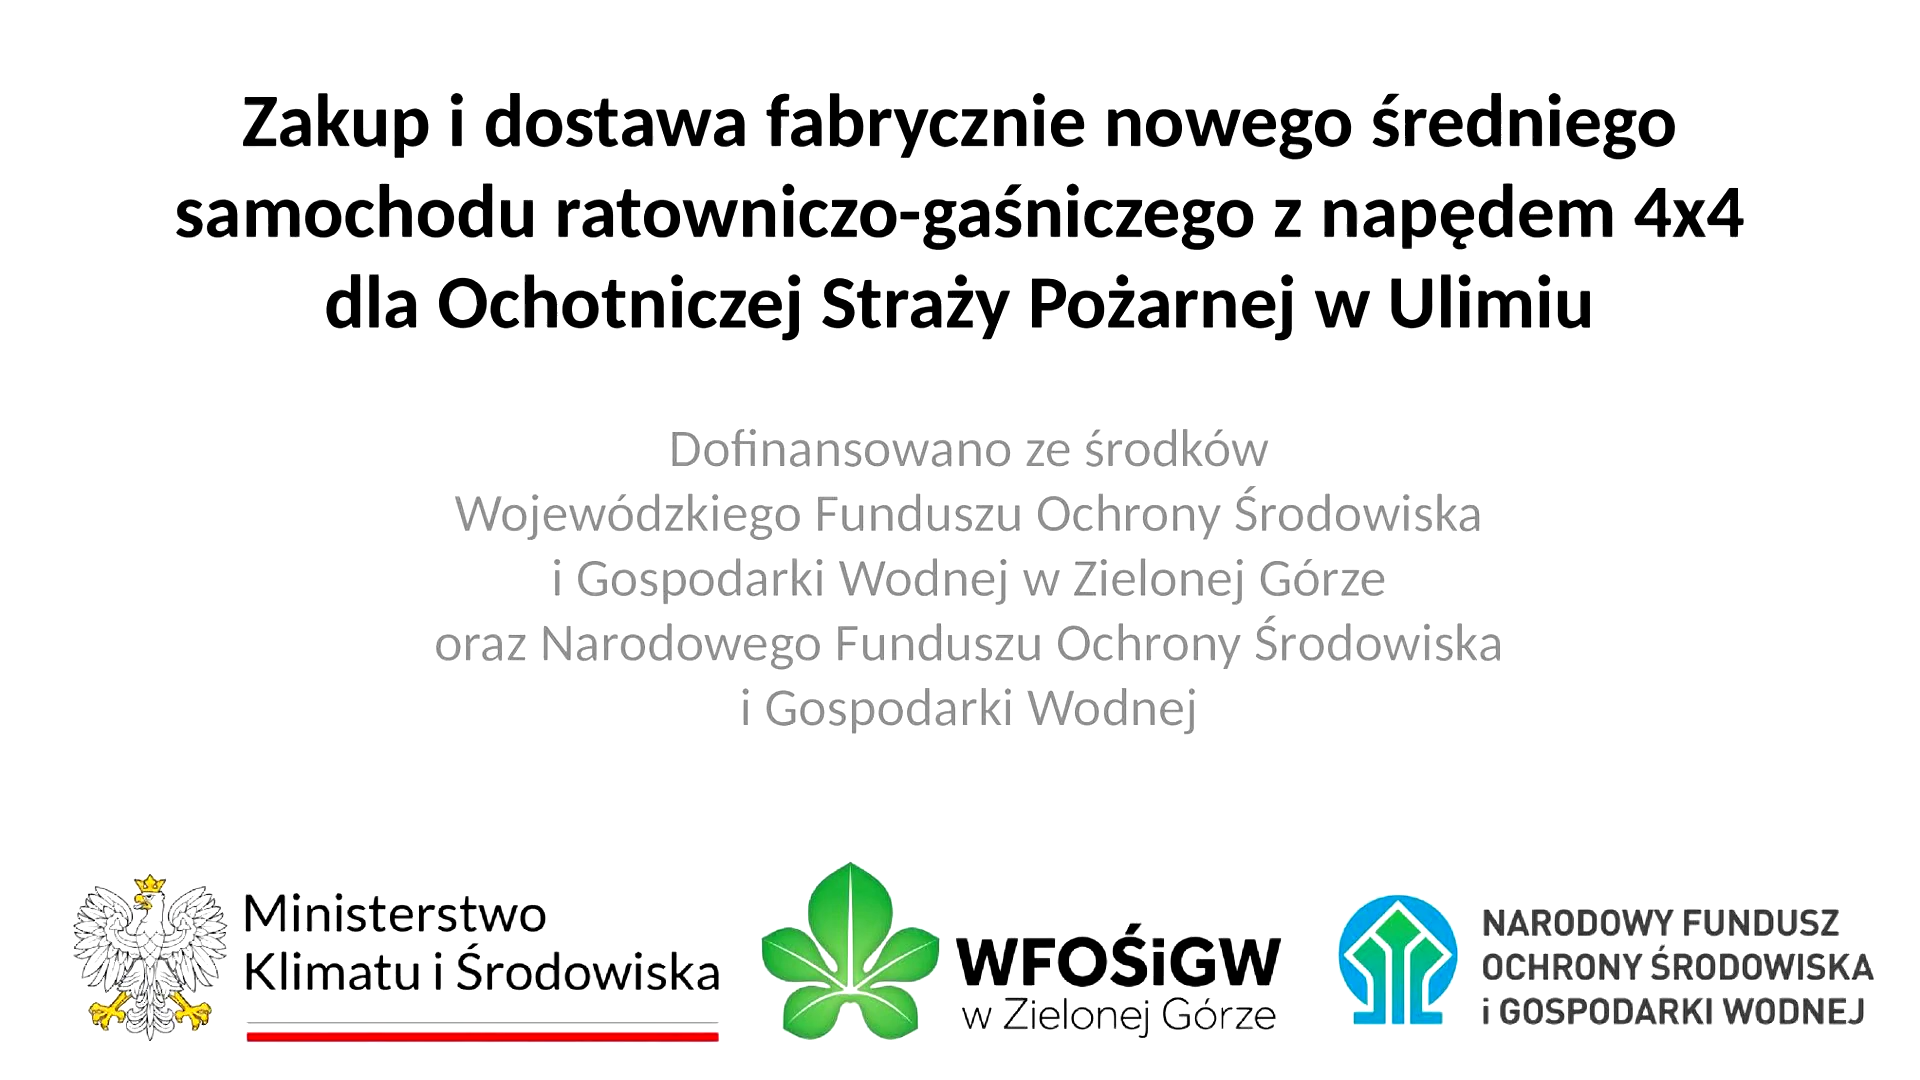 Zakup i dostawa fabrycznie nowego średniego
samochodu ratowniczo-gaśniczego z napędem 4x4
dla Ochotniczej Straży Pożarnej w Ulimiu
Dofinansowano ze środków
Wojewódzkiego Funduszu Ochrony Środowiska
i Gospodarki Wodnej w Zielonej Górze
oraz Narodowego Funduszu Ochrony Środowiska
i Gospodarki Wodnej
Ministerstwo
Klimatu i Środowiska
WFOŚiGW
w Zielonej Górze
NARODOWY FUNDUSZ
OCHRONY ŚRODOWISKA
i GOSPODARKI WODNEJ